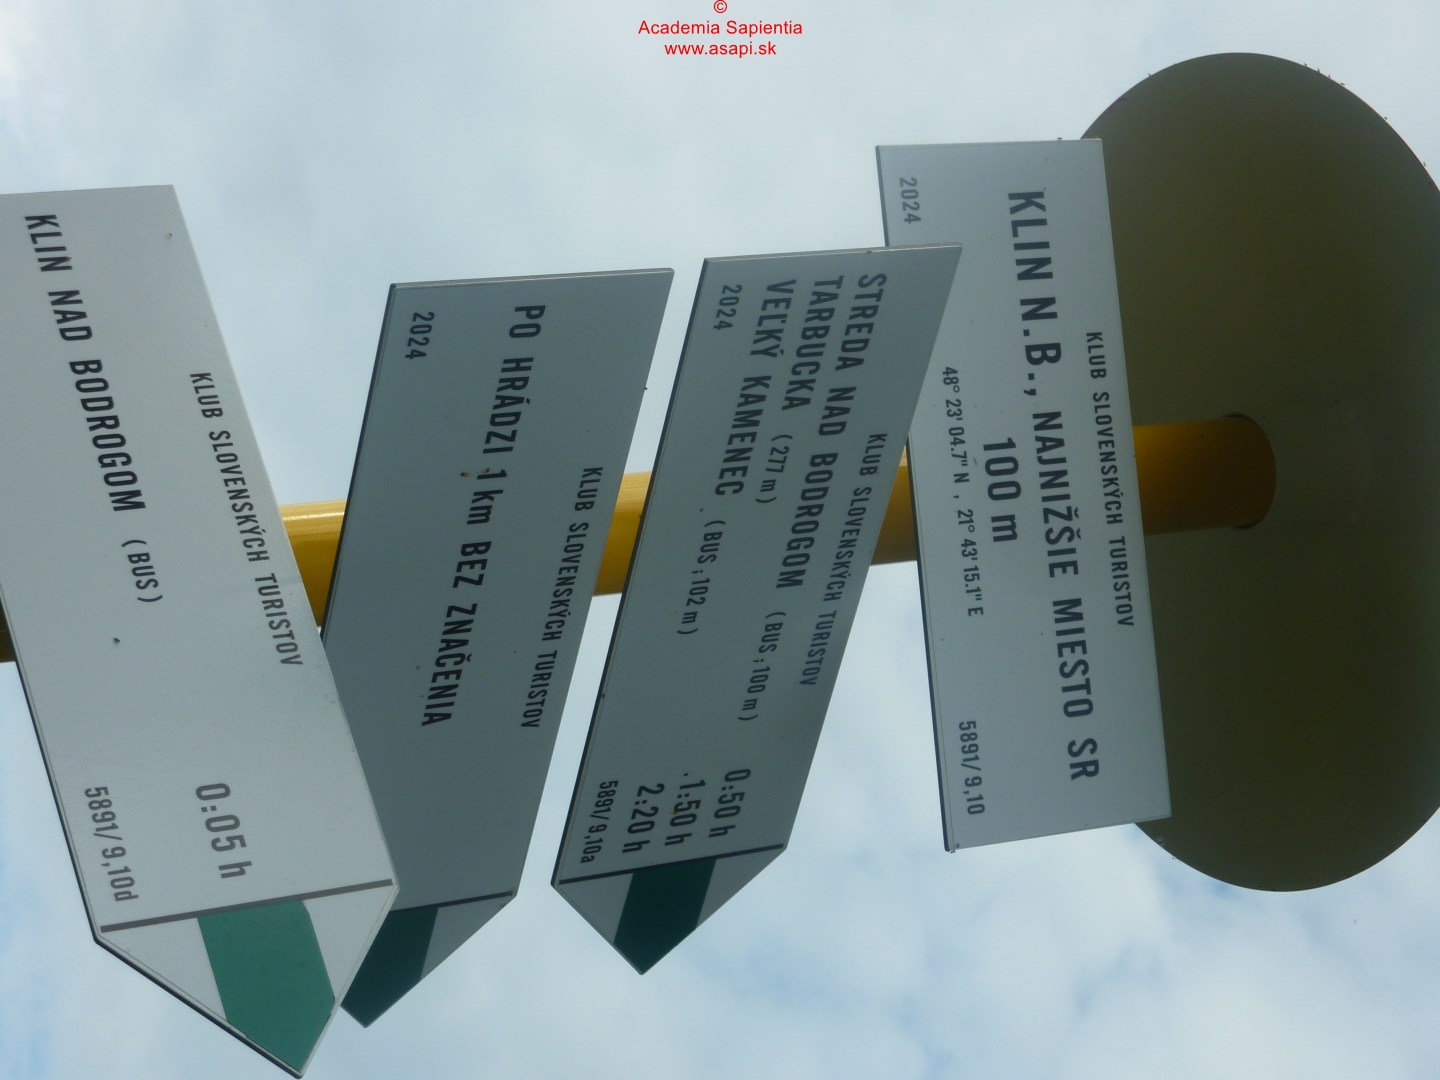 ©
Academia Sapientia
www.asapi.sk
KLUB SLOVENSKÝCH TURISTOV
KLIN N.B., NAJNIŽŠIE MIESTO SR
100 m
48° 23' 04.7" N , 21° 43' 15.1" E
2024
5891/ 9,10
KLUB SLOVENSKÝCH TURISTOV
STREDA NAD BODROGOM (BUS ; 100 m) 0:50 h
TARBUCKA (277 m) 1:50 h
VEĽKÝ KAMENEC (BUS ; 102 m) 2:20 h
2024 5891/ 9,10a
KLUB SLOVENSKÝCH TURISTOV
PO HRÁDZI 1 km BEZ ZNAČENIA
2024
KLUB SLOVENSKÝCH TURISTOV
KLIN NAD BODROGOM (BUS) 0:05 h
5891/ 9,10d